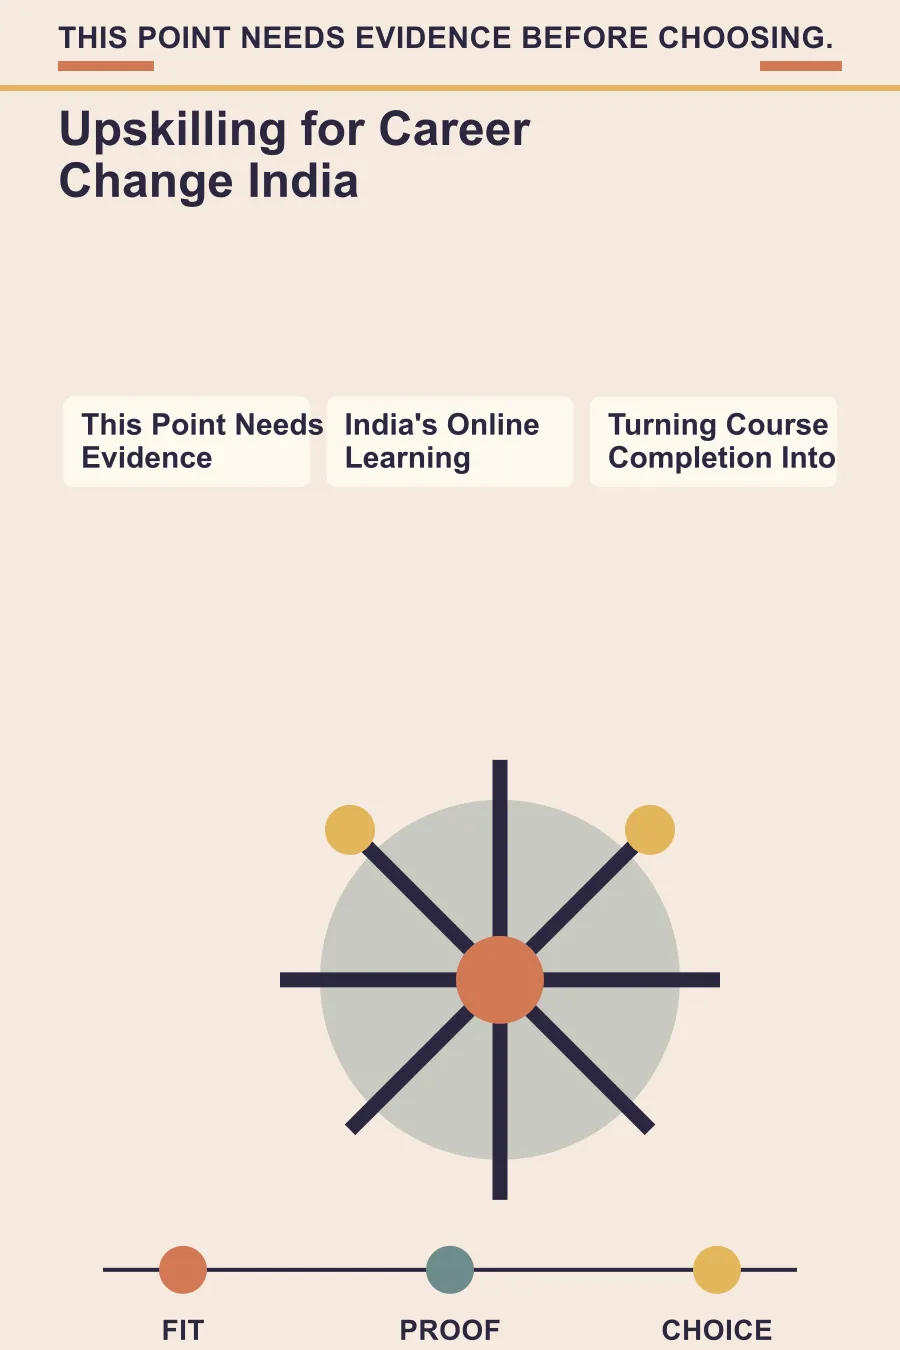 THIS POINT NEEDS EVIDENCE BEFORE CHOOSING.
Upskilling for Career
Change India
This Point Needs
Evidence
India's Online
Learning
Turning Course
Completion Into
FIT
PROOF
CHOICE